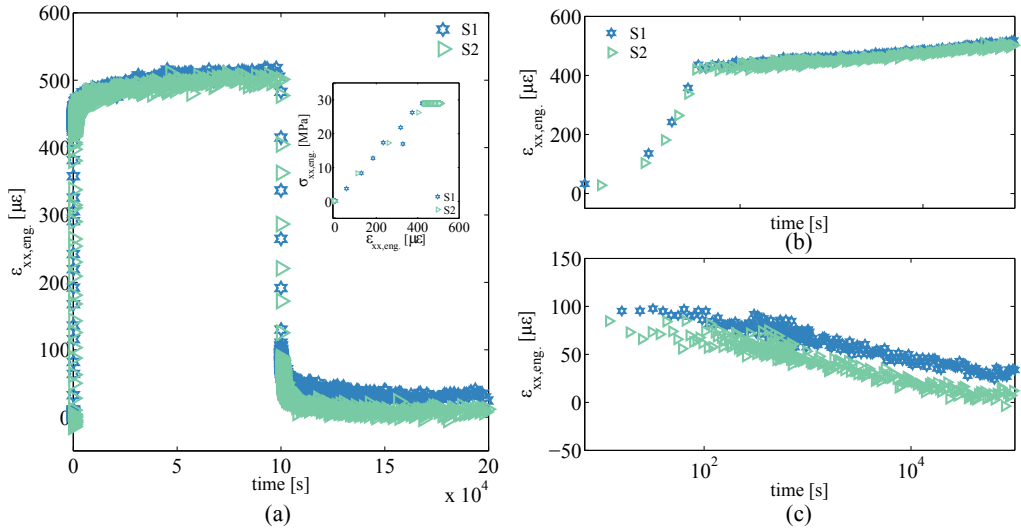 600
500
400
300
200
100
0
ε_xx,eng. [με]
S1
S2
30
20
10
0
σ_xx,eng. [MPa]
S1
S2
0 200 400 600
ε_xx,eng. [με]
0 5 10 15 20
time [s]
x 10^4
(a)
600
400
200
0
ε_xx,eng. [με]
S1
S2
time [s]
(b)
150
100
50
0
−50
ε_xx,eng. [με]
S1
S2
10^2 10^4
time [s]
(c)